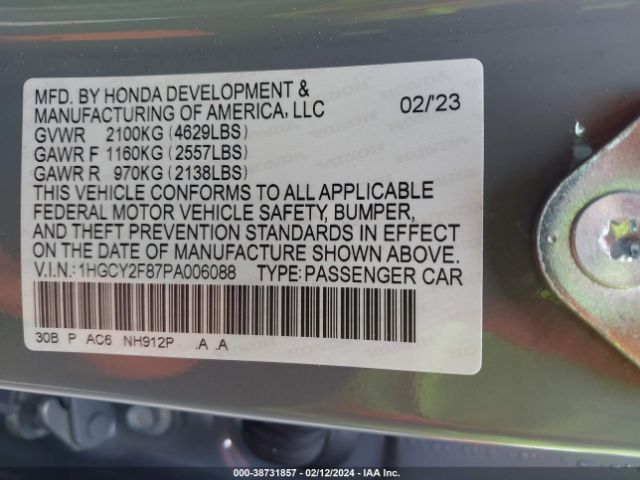 MFD. BY HONDA DEVELOPMENT &
MANUFACTURING OF AMERICA, LLC 02/'23
GVWR 2100KG (4629LBS)
GAWR F 1160KG (2557LBS)
GAWR R 970KG (2138LBS)
THIS VEHICLE CONFORMS TO ALL APPLICABLE
FEDERAL MOTOR VEHICLE SAFETY, BUMPER,
AND THEFT PREVENTION STANDARDS IN EFFECT
ON THE DATE OF MANUFACTURE SHOWN ABOVE.
V.I.N.: 1HGCY2F87PA006088 TYPE: PASSENGER CAR
30B P AC6 NH912P .A .A
000-38731857 - 02/12/2024 - IAA Inc.